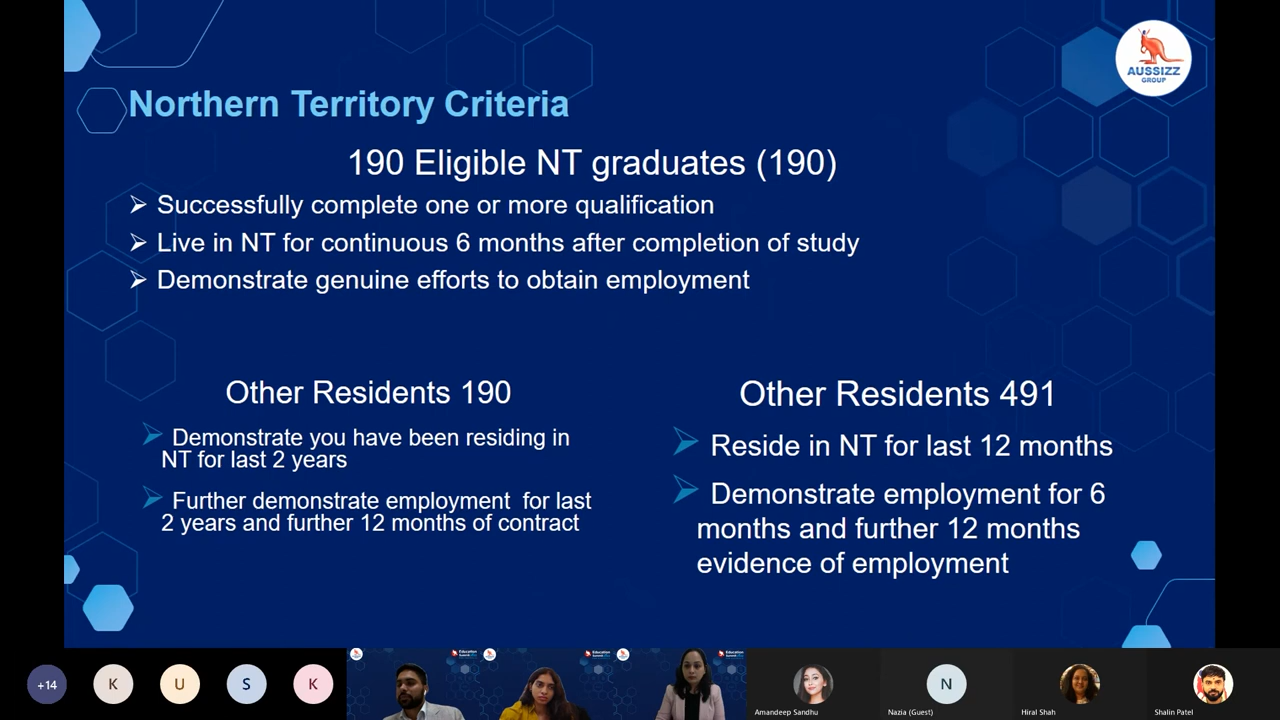 AUSSIZZ
GROUP
Northern Territory Criteria
190 Eligible NT graduates (190)
Successfully complete one or more qualification
Live in NT for continuous 6 months after completion of study
Demonstrate genuine efforts to obtain employment
Other Residents 190
Demonstrate you have been residing in
NT for last 2 years
Further demonstrate employment for last
2 years and further 12 months of contract
Other Residents 491
Reside in NT for last 12 months
Demonstrate employment for 6
months and further 12 months
evidence of employment
+14
K
U
S
K
Education
Education
Education
N
Amandeep Sandhu
Nazia (Guest)
Hiral Shah
Shalin Patel